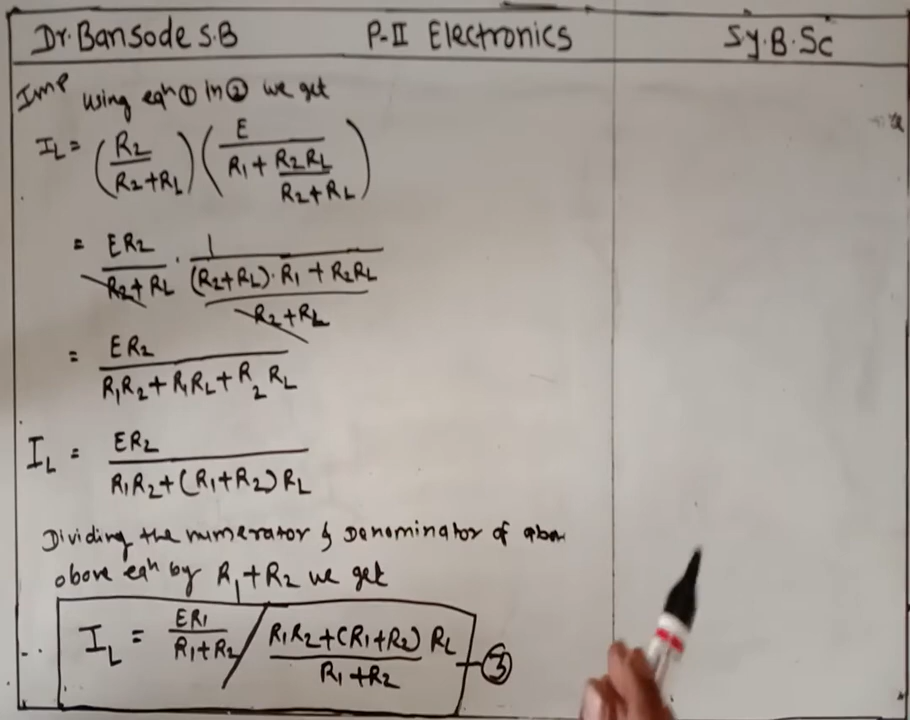 Dr. Bansode S.B P-II Electronics Sy.B.Sc
Imp Using eqn ① in ② we get
IL = (R2/R2+RL) (E/R1 + R2RL/R2+RL)
= ER2/R2+RL · 1/(R2+RL)·R1 + R2RL/R2+RL
= ER2/R1R2 + R1RL + R2RL
IL = ER2/R1R2 + (R1+R2) RL
Dividing the numerator & Denominator of abov
above eqn by R1+R2 we get
IL = ER1/R1+R2 / R1R2+(R1+R2) RL/R1+R2 - ③